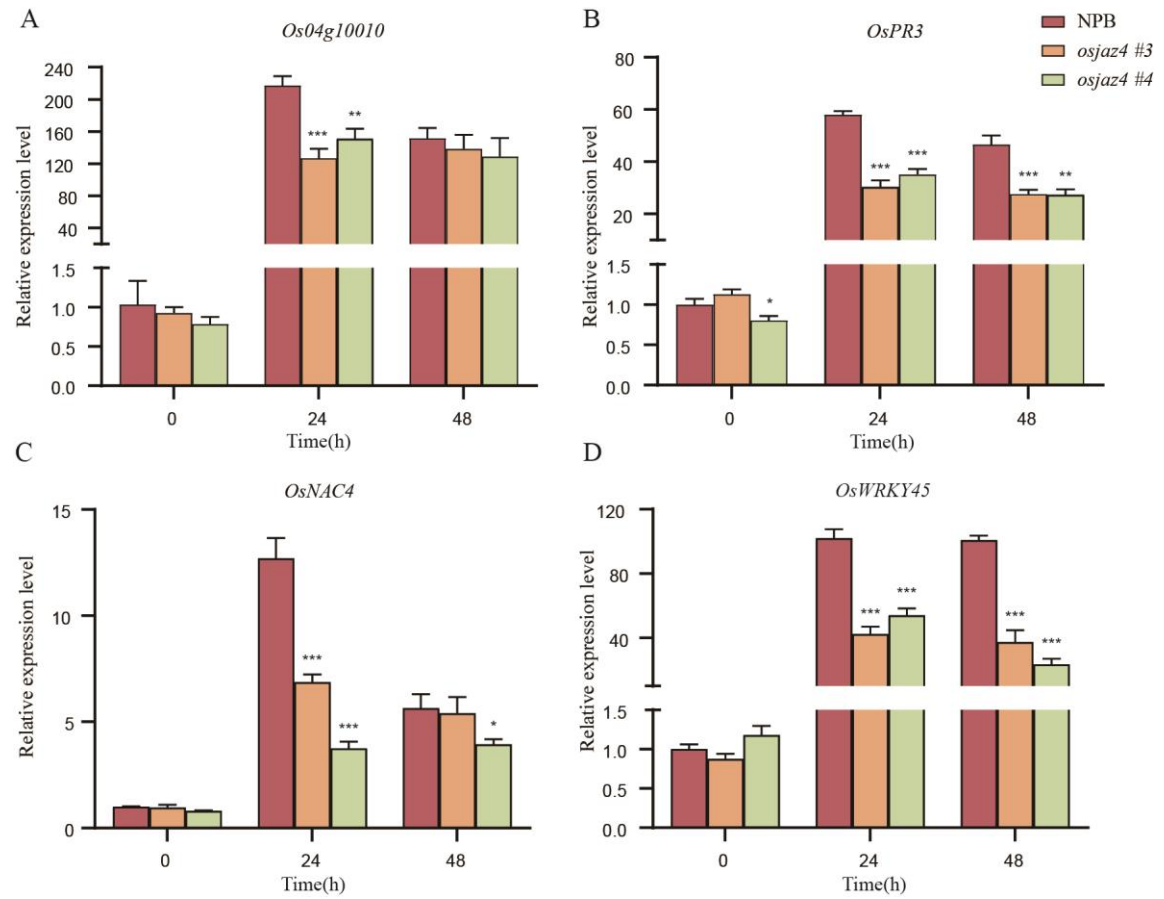 A
Os04g10010
Relative expression level
240
200
160
120
80
40
1.5
1.0
0.5
0.0
***
**
0
24
48
Time(h)
B
OsPR3
NPB
osjaz4 #3
osjaz4 #4
Relative expression level
80
60
40
20
1.5
1.0
0.5
0.0
*
***
***
***
**
0
24
48
Time(h)
C
OsNAC4
Relative expression level
15
10
5
0
***
***
*
0
24
48
Time(h)
D
OsWRKY45
Relative expression level
120
80
40
1.5
1.0
0.5
0.0
***
***
***
***
0
24
48
Time(h)